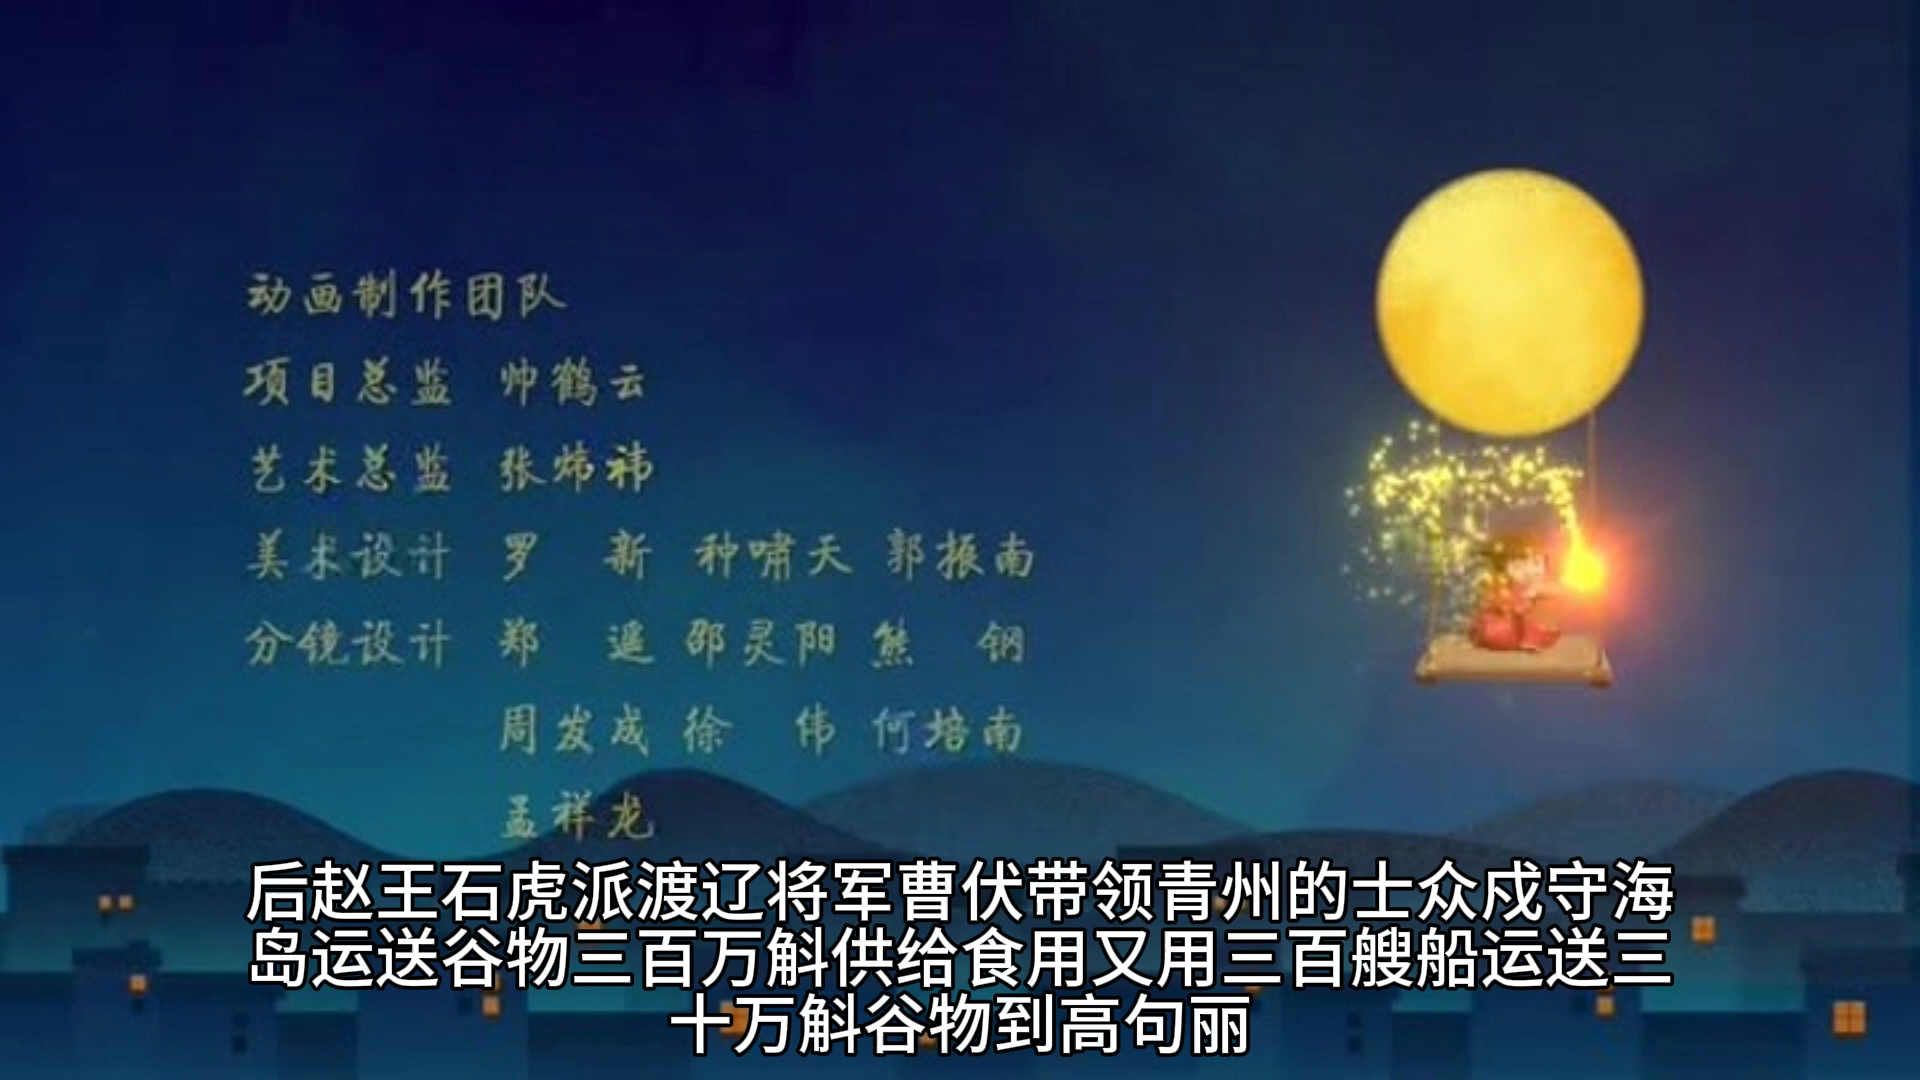 动画制作团队
项目总监 帅鹤云
艺术总监 张炜祎
美术设计 罗 新 种啸天 郭振南
分镜设计 郑 遥 邵灵阳 熊 钢
周发成 徐 伟 何培南
孟祥龙
后赵王石虎派渡辽将军曹伏带领青州的士众戍守海
岛运送谷物三百万斛供给食用又用三百艘船运送三
十万斛谷物到高句丽